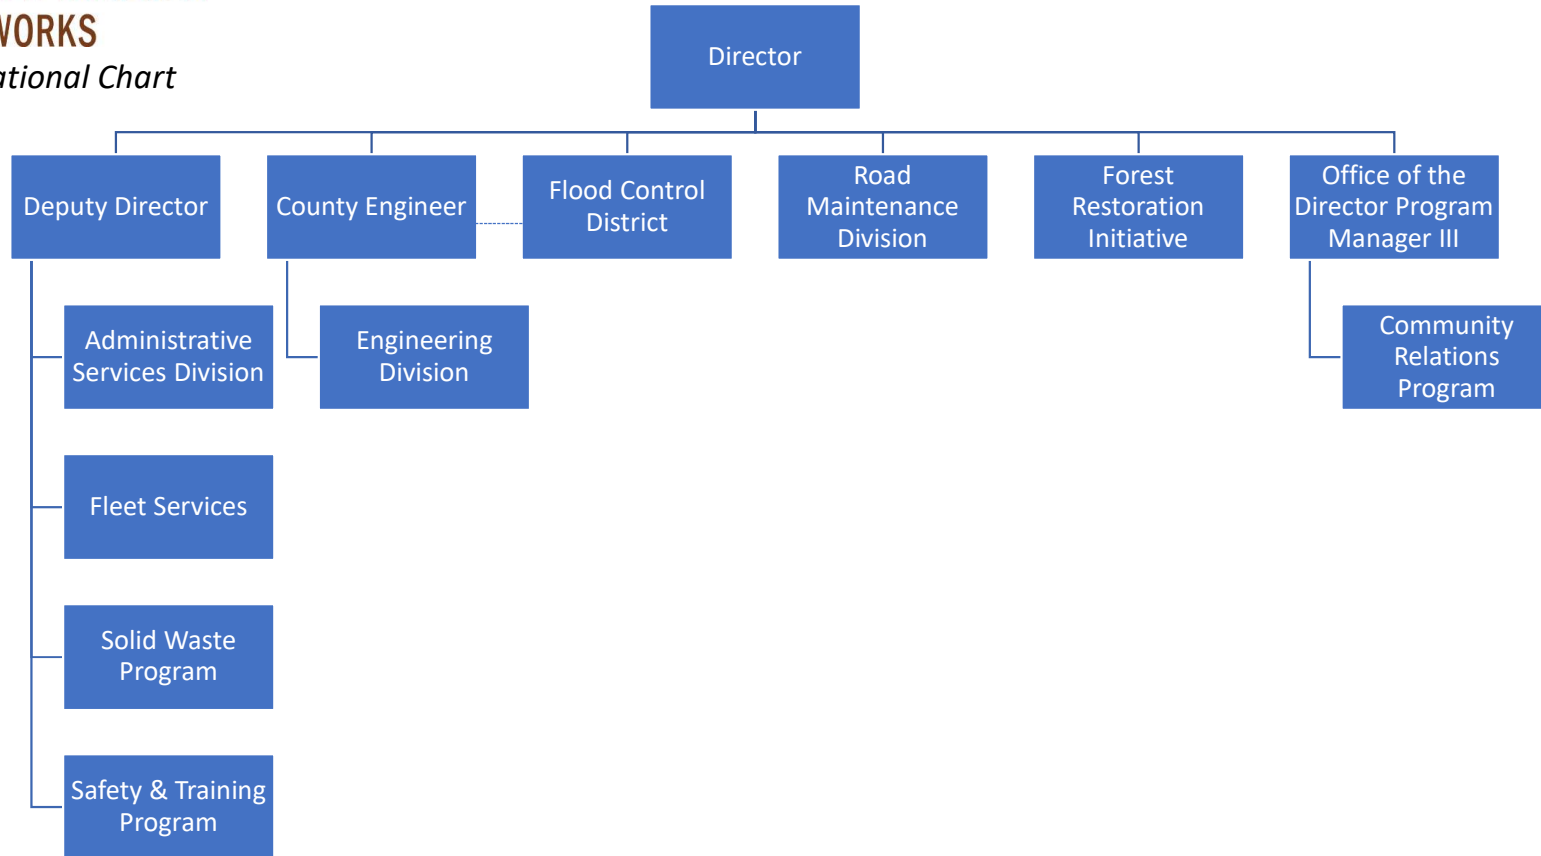 WORKS
ational Chart
Director
Deputy Director
County Engineer
Flood Control
District
Road
Maintenance
Division
Forest
Restoration
Initiative
Office of the
Director Program
Manager III
Administrative
Services Division
Engineering
Division
Community
Relations
Program
Fleet Services
Solid Waste
Program
Safety & Training
Program